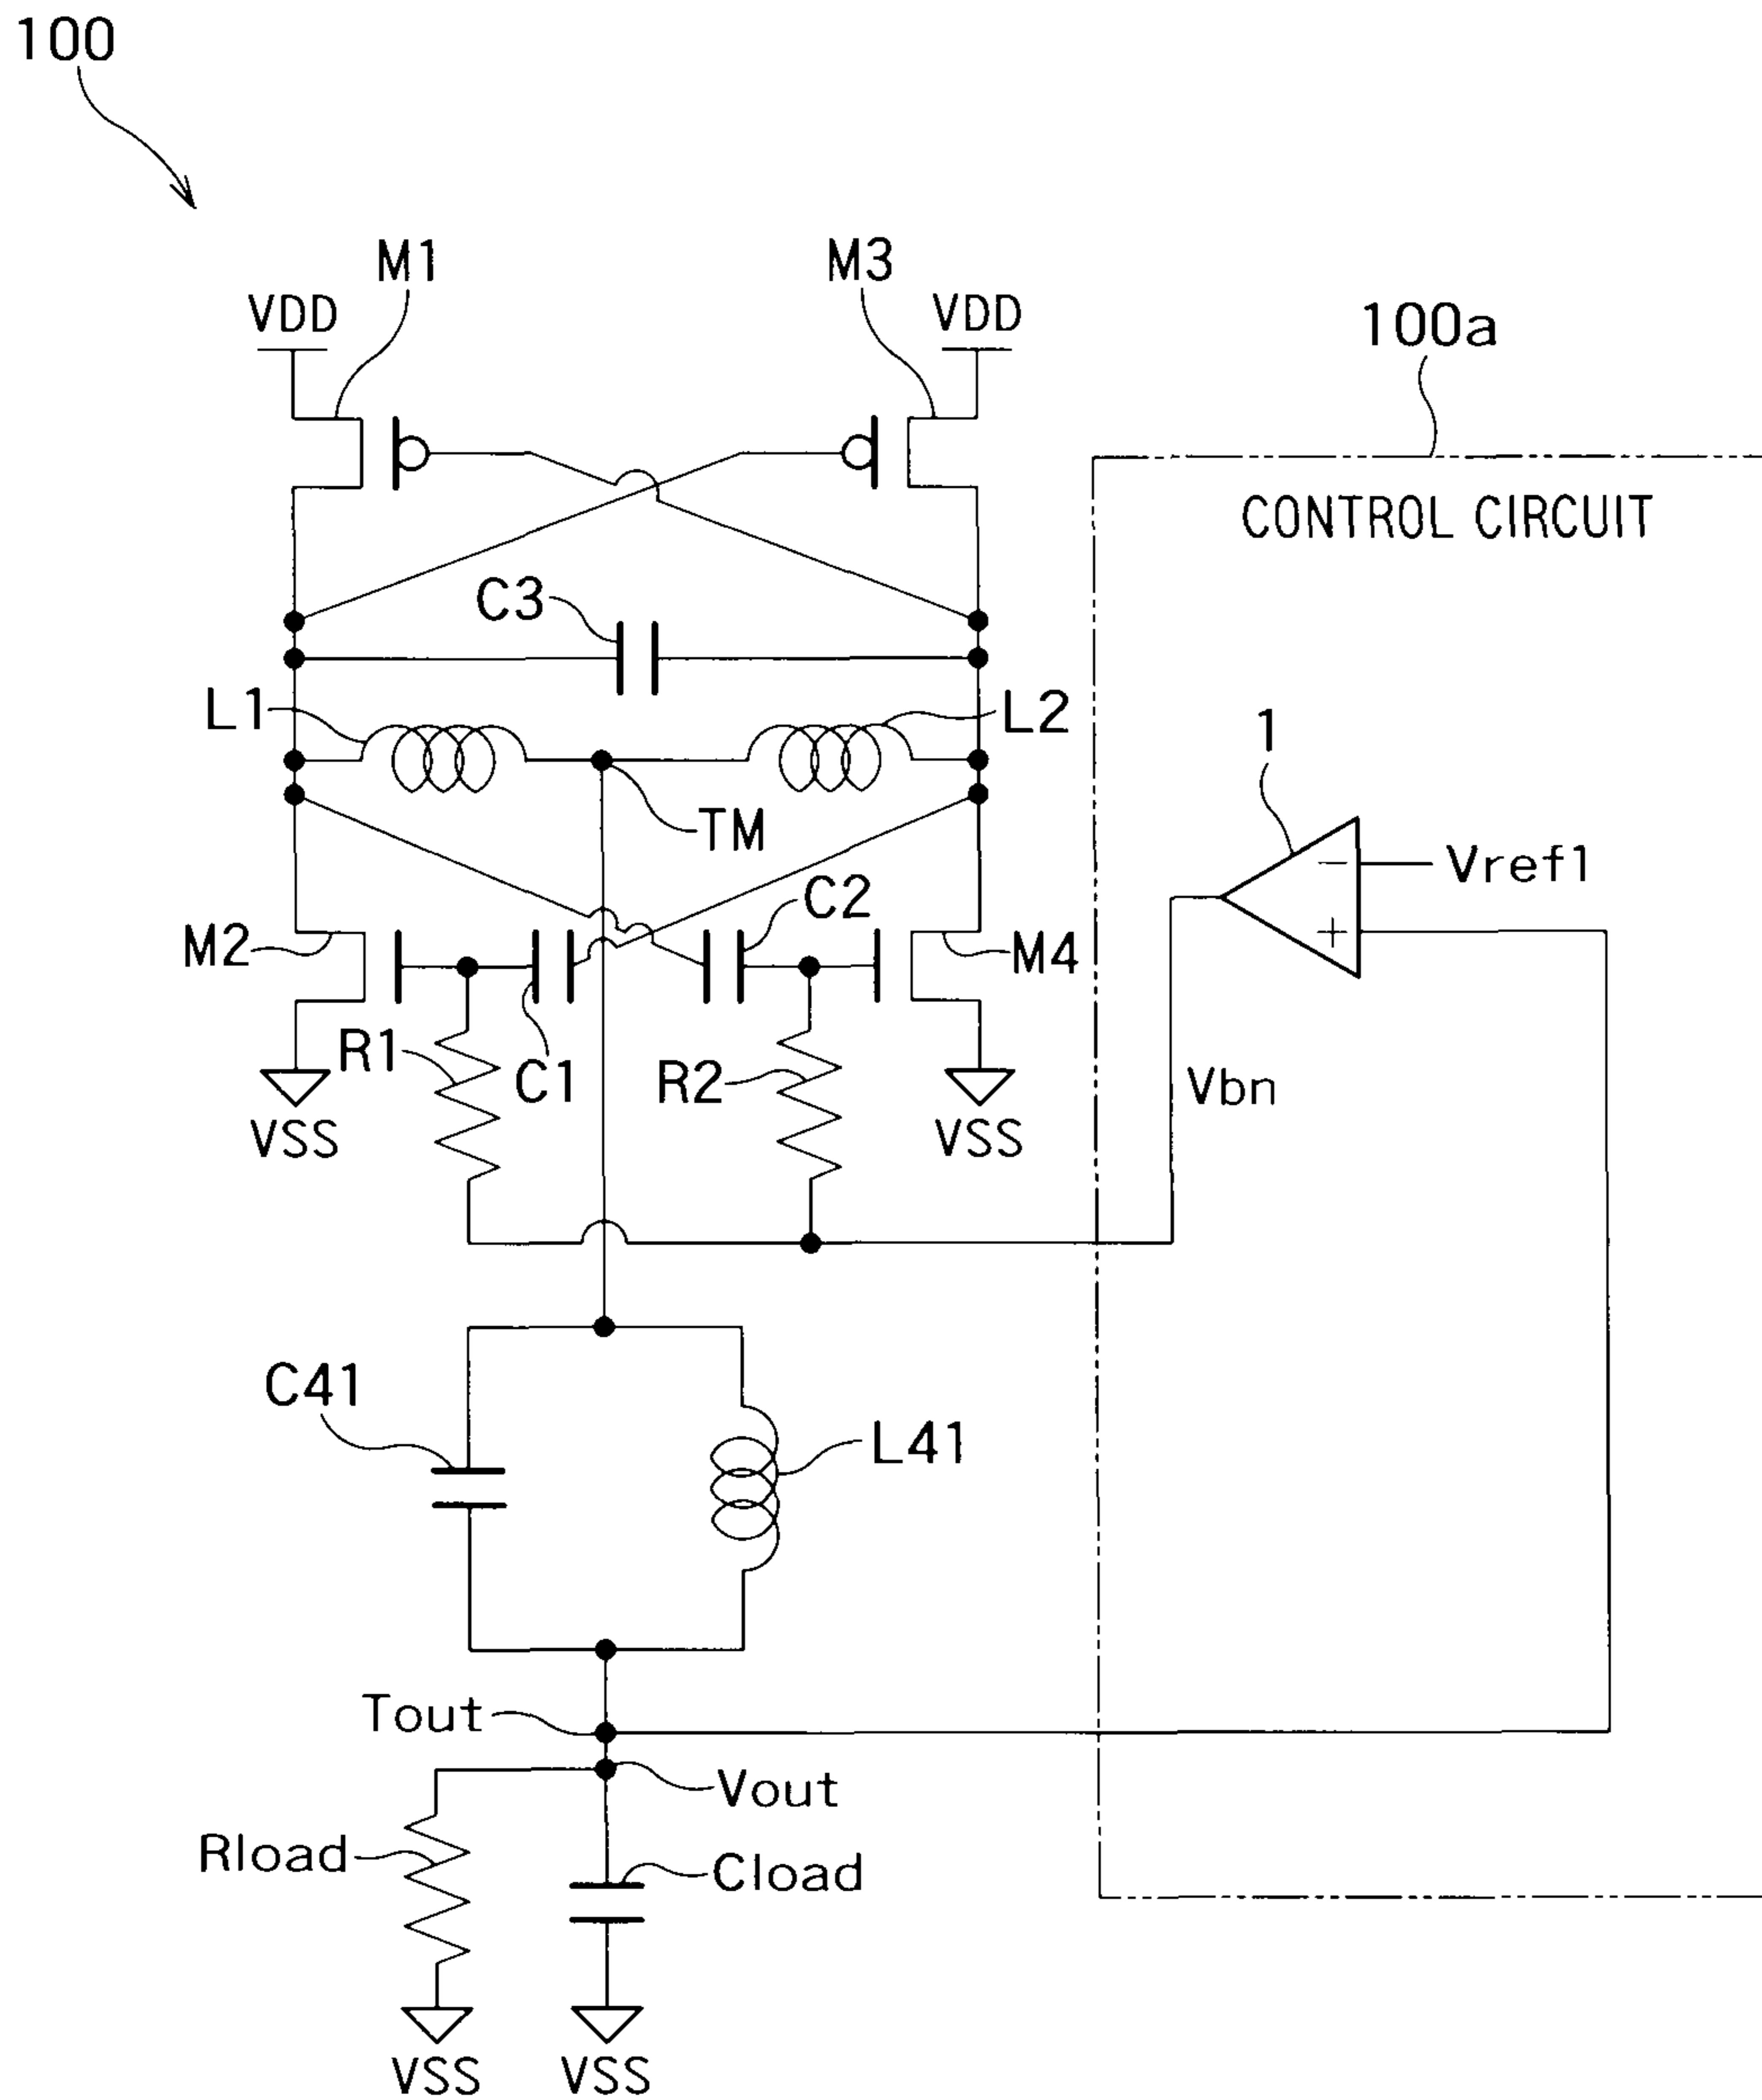 100
M1
M3
VDD
VDD
100a
CONTROL CIRCUIT
C3
L1
L2
1
TM
Vref1
C2
M2
M4
R1
C1
R2
Vbn
VSS
VSS
C41
L41
Tout
Vout
Rload
Cload
VSS
VSS